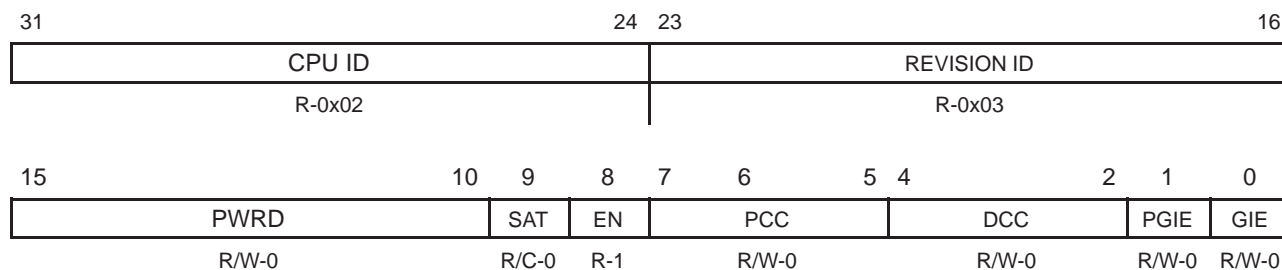 31 24 23 16
CPU ID REVISION ID
R-0x02 R-0x03
15 10 9 8 7 6 5 4 2 1 0
PWRD SAT EN PCC DCC PGIE GIE
R/W-0 R/C-0 R-1 R/W-0 R/W-0 R/W-0 R/W-0